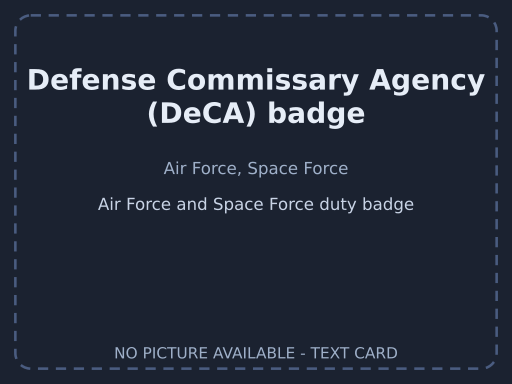 Defense Commissary Agency
(DeCA) badge
Air Force, Space Force
Air Force and Space Force duty badge
NO PICTURE AVAILABLE - TEXT CARD